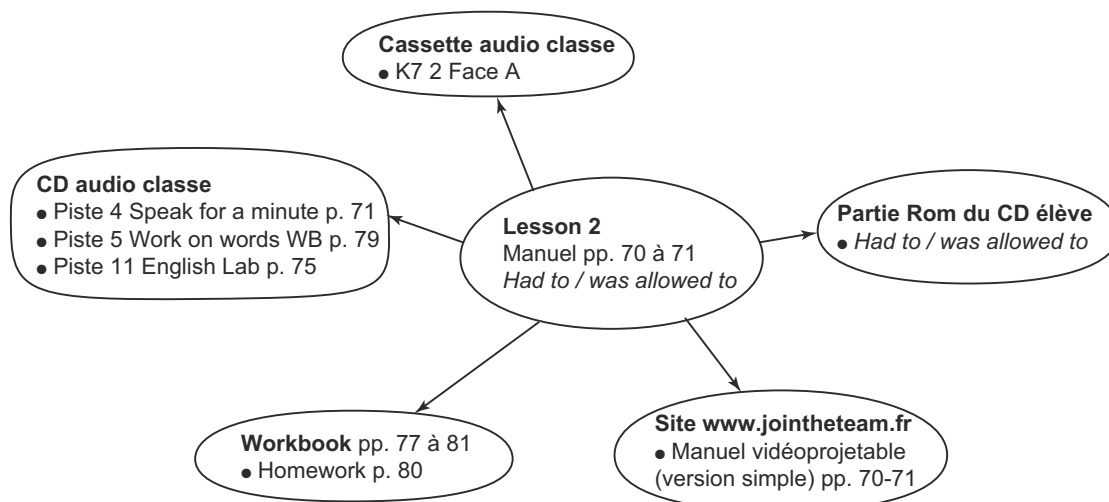 Cassette audio classe
● K7 2 Face A
CD audio classe
● Piste 4 Speak for a minute p. 71
● Piste 5 Work on words WB p. 79
● Piste 11 English Lab p. 75
Lesson 2
Manuel pp. 70 à 71
Had to / was allowed to
Partie Rom du CD élève
● Had to / was allowed to
Workbook pp. 77 à 81
● Homework p. 80
Site www.jointheteam.fr
● Manuel vidéoprojetable
(version simple) pp. 70-71